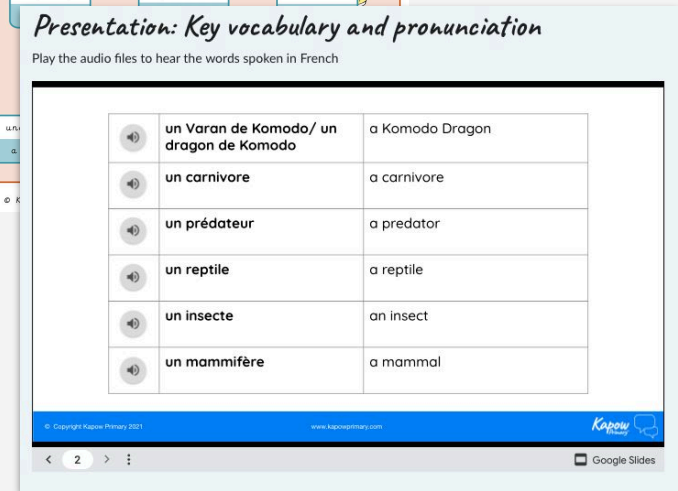 Presentation: Key vocabulary and pronunciation
Play the audio files to hear the words spoken in French
un Varan de Komodo/ un
dragon de Komodo
a Komodo Dragon
un carnivore
a carnivore
un prédateur
a predator
un reptile
a reptile
un insecte
an insect
un mammifère
a mammal
© Copyright Kapow Primary 2021
www.kapowprimary.com
Kapow
Primary
2
Google Slides
a
©